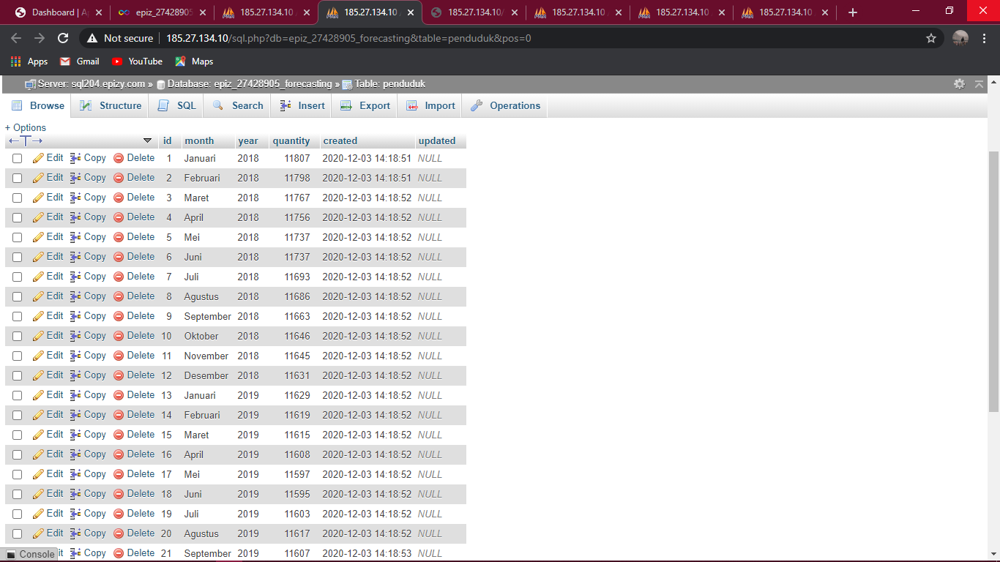 Dashboard | A
epiz_27428905
185.27.134.10
185.27.134.10
185.27.134.10/
185.27.134.10
185.27.134.10
185.27.134.10
Not secure 185.27.134.10/sql.php?db=epiz_27428905_forecasting&table=penduduk&pos=0
Apps Gmail YouTube Maps
Server: sql204.epizy.com » Database: epiz_27428905_forecasting » Table: penduduk
Browse Structure SQL Search Insert Export Import Operations
+ Options
←T→ id month year quantity created updated
Edit Copy Delete 1 Januari 2018 11807 2020-12-03 14:18:51 NULL
Edit Copy Delete 2 Februari 2018 11798 2020-12-03 14:18:51 NULL
Edit Copy Delete 3 Maret 2018 11767 2020-12-03 14:18:52 NULL
Edit Copy Delete 4 April 2018 11756 2020-12-03 14:18:52 NULL
Edit Copy Delete 5 Mei 2018 11737 2020-12-03 14:18:52 NULL
Edit Copy Delete 6 Juni 2018 11737 2020-12-03 14:18:52 NULL
Edit Copy Delete 7 Juli 2018 11693 2020-12-03 14:18:52 NULL
Edit Copy Delete 8 Agustus 2018 11686 2020-12-03 14:18:52 NULL
Edit Copy Delete 9 September 2018 11663 2020-12-03 14:18:52 NULL
Edit Copy Delete 10 Oktober 2018 11646 2020-12-03 14:18:52 NULL
Edit Copy Delete 11 November 2018 11645 2020-12-03 14:18:52 NULL
Edit Copy Delete 12 Desember 2018 11631 2020-12-03 14:18:52 NULL
Edit Copy Delete 13 Januari 2019 11629 2020-12-03 14:18:52 NULL
Edit Copy Delete 14 Februari 2019 11619 2020-12-03 14:18:52 NULL
Edit Copy Delete 15 Maret 2019 11615 2020-12-03 14:18:52 NULL
Edit Copy Delete 16 April 2019 11608 2020-12-03 14:18:52 NULL
Edit Copy Delete 17 Mei 2019 11597 2020-12-03 14:18:52 NULL
Edit Copy Delete 18 Juni 2019 11595 2020-12-03 14:18:52 NULL
Edit Copy Delete 19 Juli 2019 11603 2020-12-03 14:18:52 NULL
Edit Copy Delete 20 Agustus 2019 11617 2020-12-03 14:18:52 NULL
Console it Copy Delete 21 September 2019 11607 2020-12-03 14:18:53 NULL